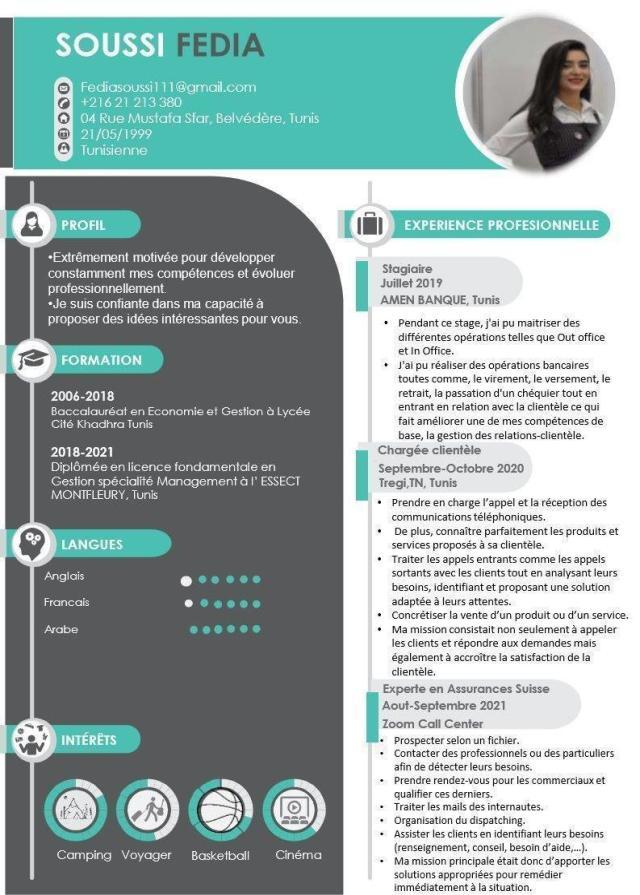 SOUSSI FEDIA
Fediasoussi111@gmail.com
+216 21 213 380
04 Rue Mustafa Sfar, Belvédère, Tunis
21/05/1999
Tunisienne
PROFIL
•Extrêmement motivée pour développer
constamment mes compétences et évoluer
professionnellement.
•Je suis confiante dans ma capacité à
proposer des idées intéressantes pour vous.
FORMATION
2006-2018
Baccalauréat en Economie et Gestion à Lycée
Cité Khadhra Tunis
2018-2021
Diplômée en licence fondamentale en
Gestion spécialité Management à l' ESSECT
MONTFLEURY, Tunis
LANGUES
Anglais
Francais
Arabe
INTÉRÊTS
Camping Voyager Basketball Cinéma
EXPERIENCE PROFESIONNELLE
Stagiaire
Juillet 2019
AMEN BANQUE, Tunis
• Pendant ce stage, j'ai pu maitriser des
différentes opérations telles que Out office
et In Office.
• J'ai pu réaliser des opérations bancaires
toutes comme, le virement, le versement, le
retrait, la passation d'un chéquier tout en
entrant en relation avec la clientèle ce qui
fait améliorer une de mes compétences de
base, la gestion des relations-clientèle.
Chargée clientèle
Septembre-Octobre 2020
Tregi,TN, Tunis
• Prendre en charge l'appel et la réception des
communications téléphoniques.
• De plus, connaître parfaitement les produits et
services proposés à sa clientèle.
• Traiter les appels entrants comme les appels
sortants avec les clients tout en analysant leurs
besoins, identifiant et proposant une solution
adaptée à leurs attentes.
• Concrétiser la vente d'un produit ou d'un service.
• Ma mission consistait non seulement à appeler
les clients et répondre aux demandes mais
également à accroître la satisfaction de la
clientèle.
Experte en Assurances Suisse
Aout-Septembre 2021
Zoom Call Center
• Prospecter selon un fichier.
• Contacter des professionnels ou des particuliers
afin de détecter leurs besoins.
• Prendre rendez-vous pour les commerciaux et
qualifier ces derniers.
• Traiter les mails des internautes.
• Organisation du dispatching.
• Assister les clients en identifiant leurs besoins
(renseignement, conseil, besoin d'aide,...).
• Ma mission principale était donc d'apporter les
solutions appropriées pour remédier
immédiatement à la situation.